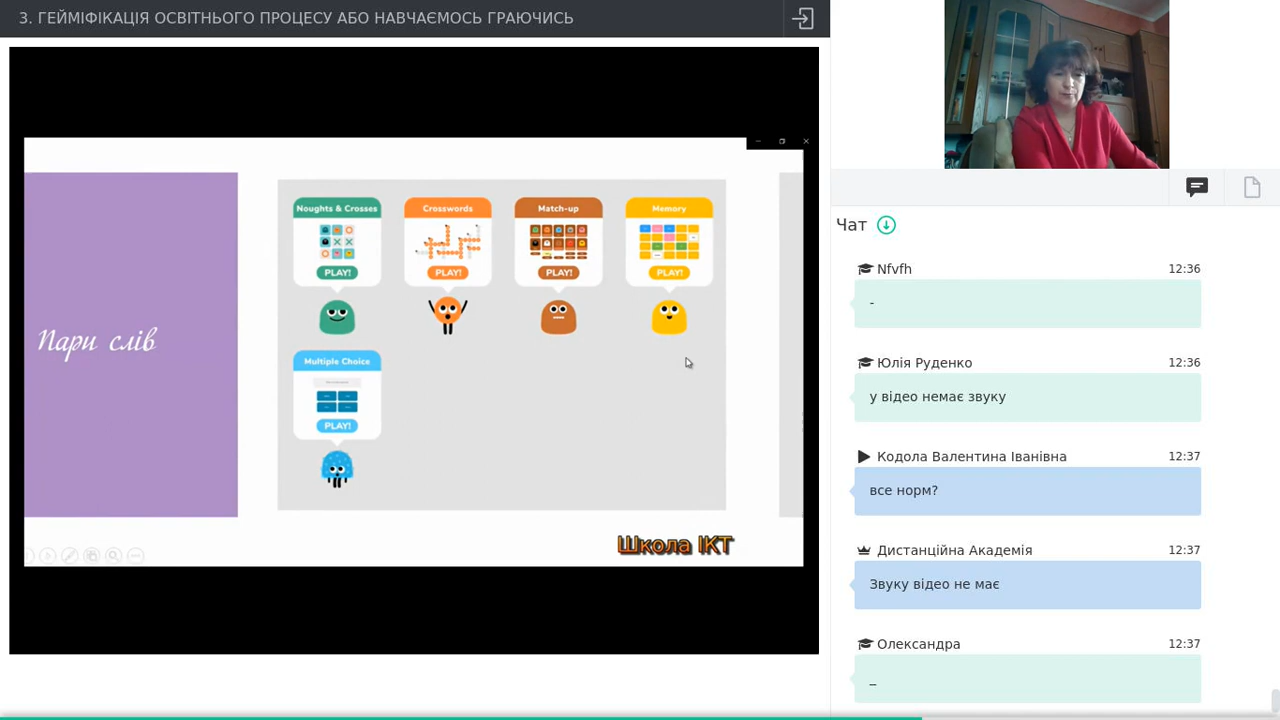 3. ГЕЙМІФІКАЦІЯ ОСВІТНЬОГО ПРОЦЕСУ АБО НАВЧАЄМОСЬ ГРАЮЧИСЬ
Пари слів
Noughts & Crosses
PLAY!
Crosswords
PLAY!
Match-up
PLAY!
Memory
PLAY!
Multiple Choice
PLAY!
Школа ІКТ
Чат
Nfvfh 12:36
-
Юлія Руденко 12:36
у відео немає звуку
Кодола Валентина Іванівна 12:37
все норм?
Дистанційна Академія 12:37
Звуку відео не має
Олександра 12:37
_